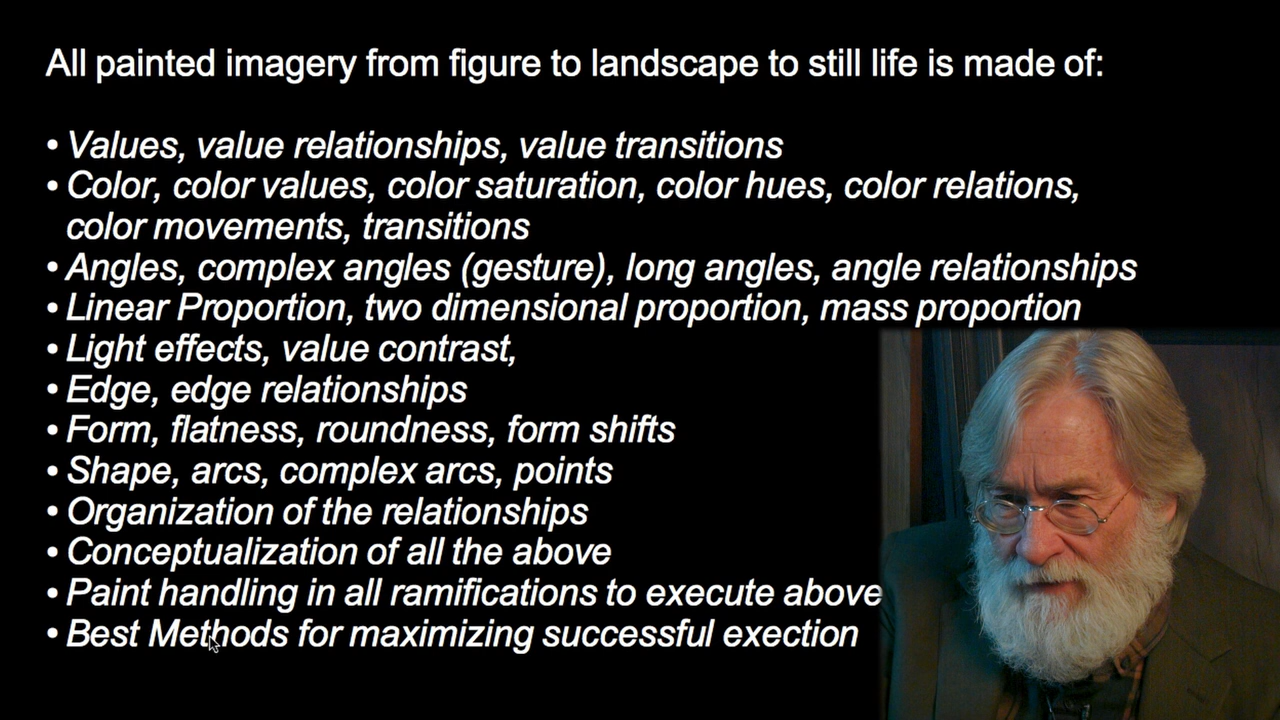 All painted imagery from figure to landscape to still life is made of:
• Values, value relationships, value transitions
• Color, color values, color saturation, color hues, color relations,
color movements, transitions
• Angles, complex angles (gesture), long angles, angle relationships
• Linear Proportion, two dimensional proportion, mass proportion
• Light effects, value contrast,
• Edge, edge relationships
• Form, flatness, roundness, form shifts
• Shape, arcs, complex arcs, points
• Organization of the relationships
• Conceptualization of all the above
• Paint handling in all ramifications to execute above
• Best Methods for maximizing successful exection